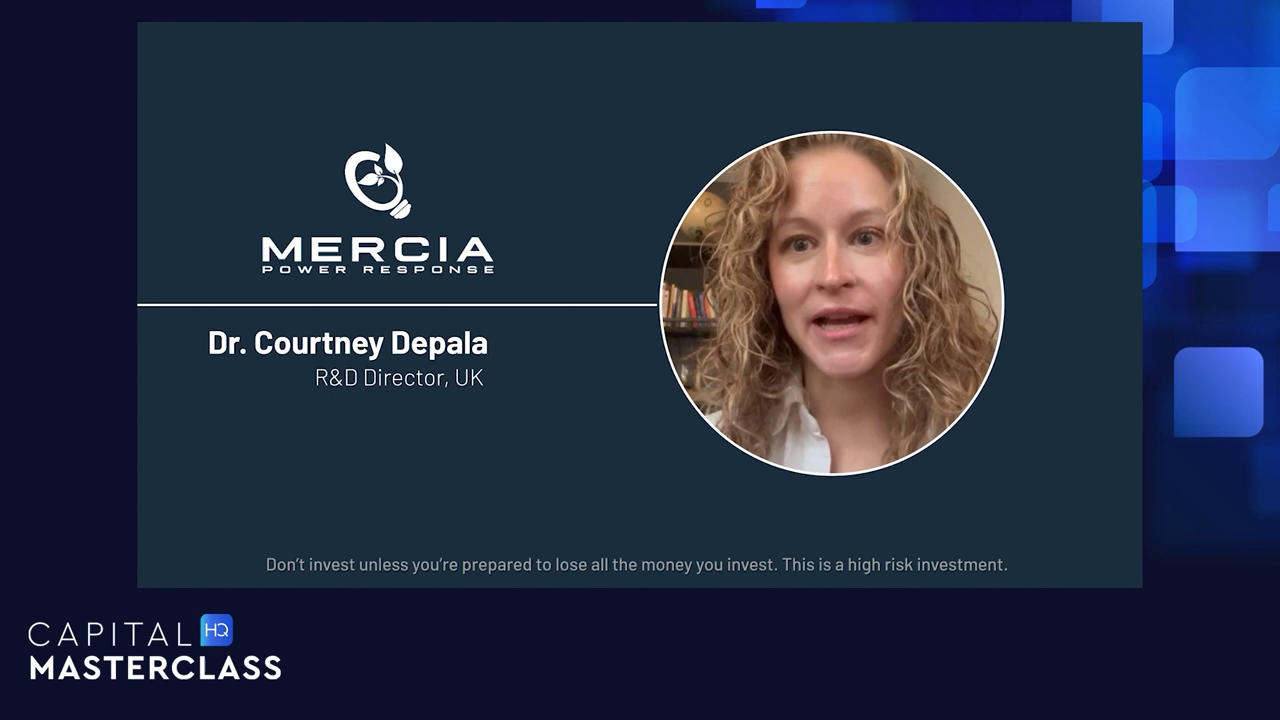 MERCIA
POWER RESPONSE
Dr. Courtney Depala
R&D Director, UK
Don’t invest unless you’re prepared to lose all the money you invest. This is a high risk investment.
CAPITAL HQ
MASTERCLASS